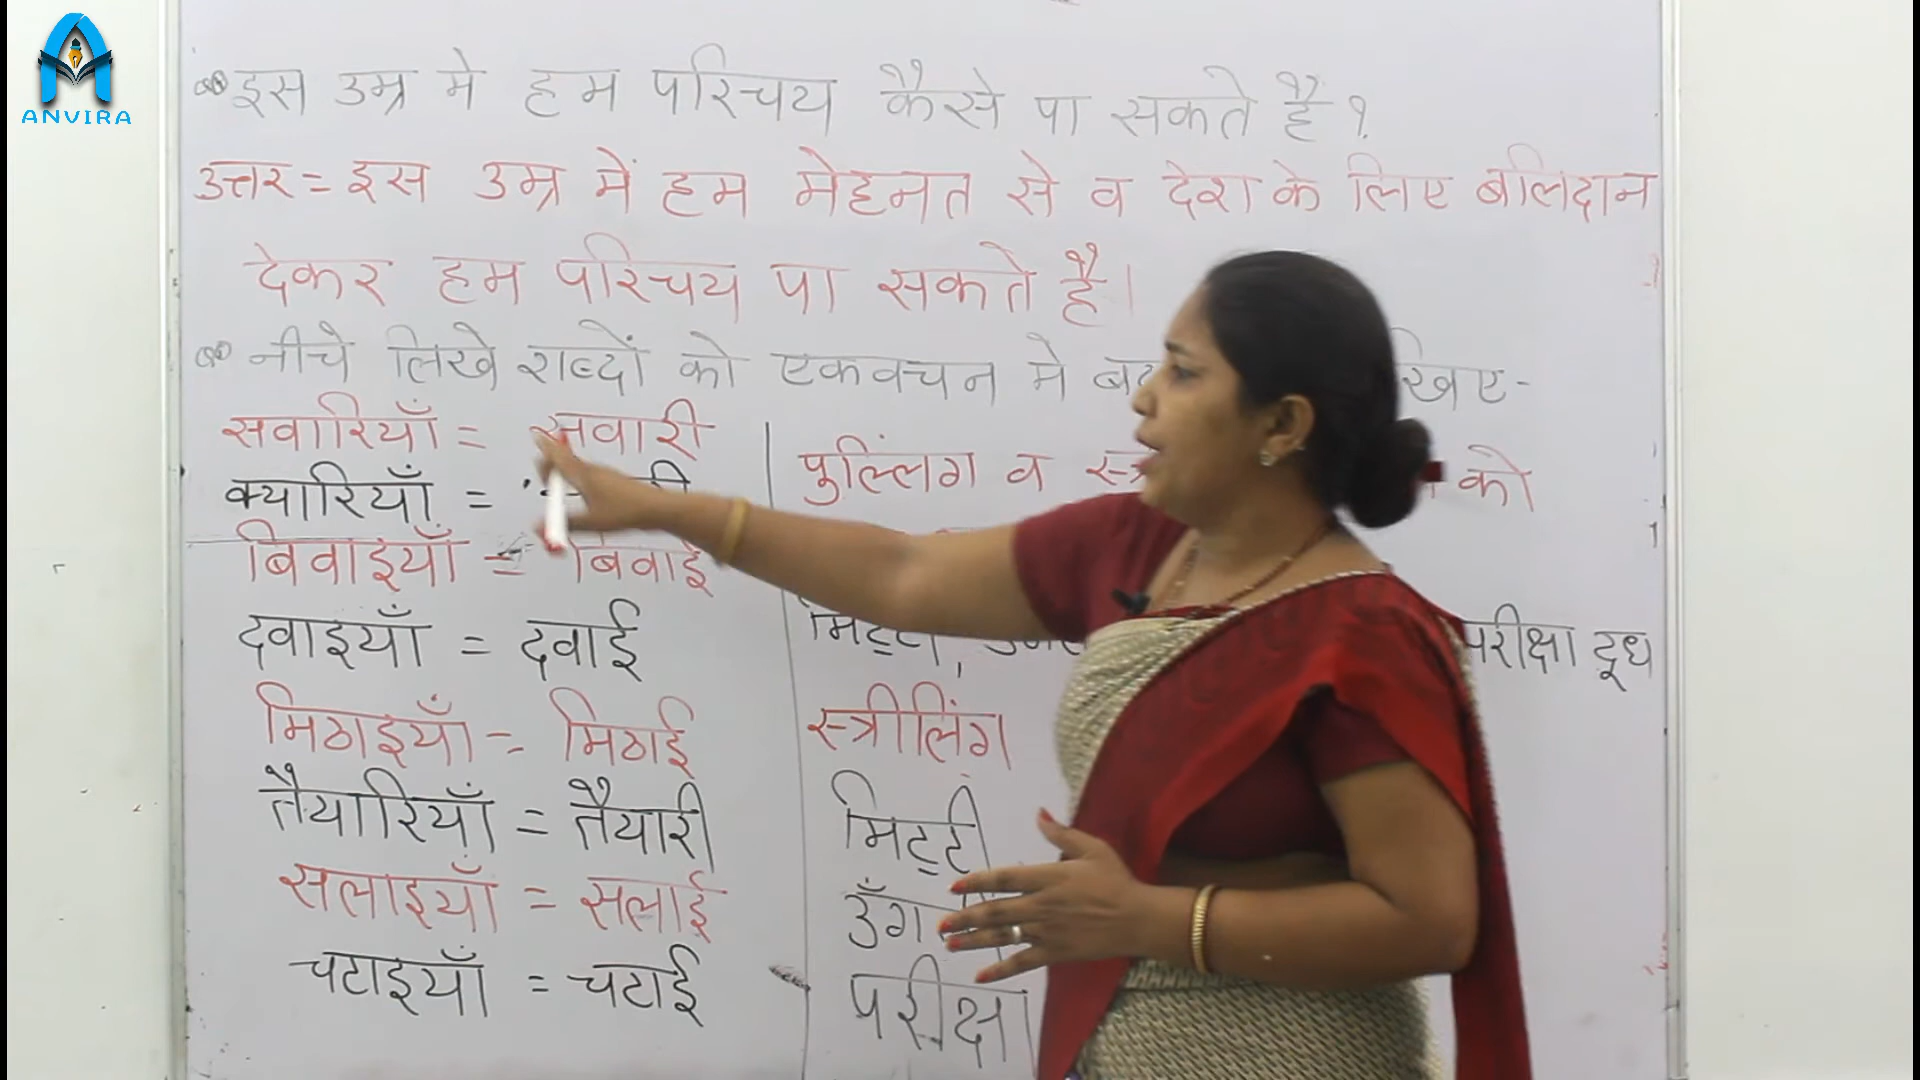 ANVIRA
इस उम्र मे हम परिचय कैसे पा सकते है ?
उत्तर = इस उम्र में हम मेहनत से व देश के लिए बलिदान
देकर हम परिचय पा सकते है।
नीचे लिखे शब्दों को एकवचन मे
सवारियाँ = सवारी
क्यारियाँ =
बिवाइयाँ = बिवाई
दवाइयाँ = दवाई
मिठाइयाँ = मिठाई
तैयारियाँ = तैयारी
सलाइयाँ = सलाई
चटाइयाँ = चटाई
पुल्लिंग व को
परीक्षा दूध
स्त्रीलिंग
मिट्टी
परीक्षा